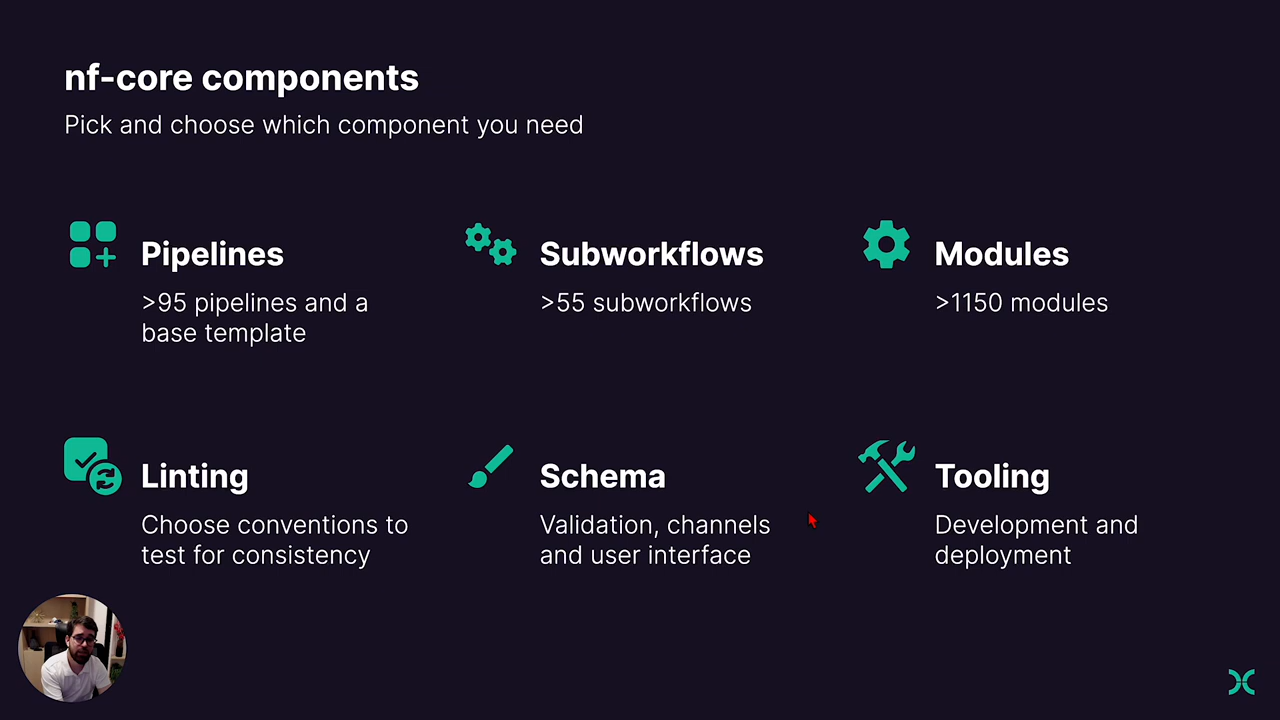 nf-core components
Pick and choose which component you need
Pipelines
>95 pipelines and a
base template
Subworkflows
>55 subworkflows
Modules
>1150 modules
Linting
Choose conventions to
test for consistency
Schema
Validation, channels
and user interface
Tooling
Development and
deployment